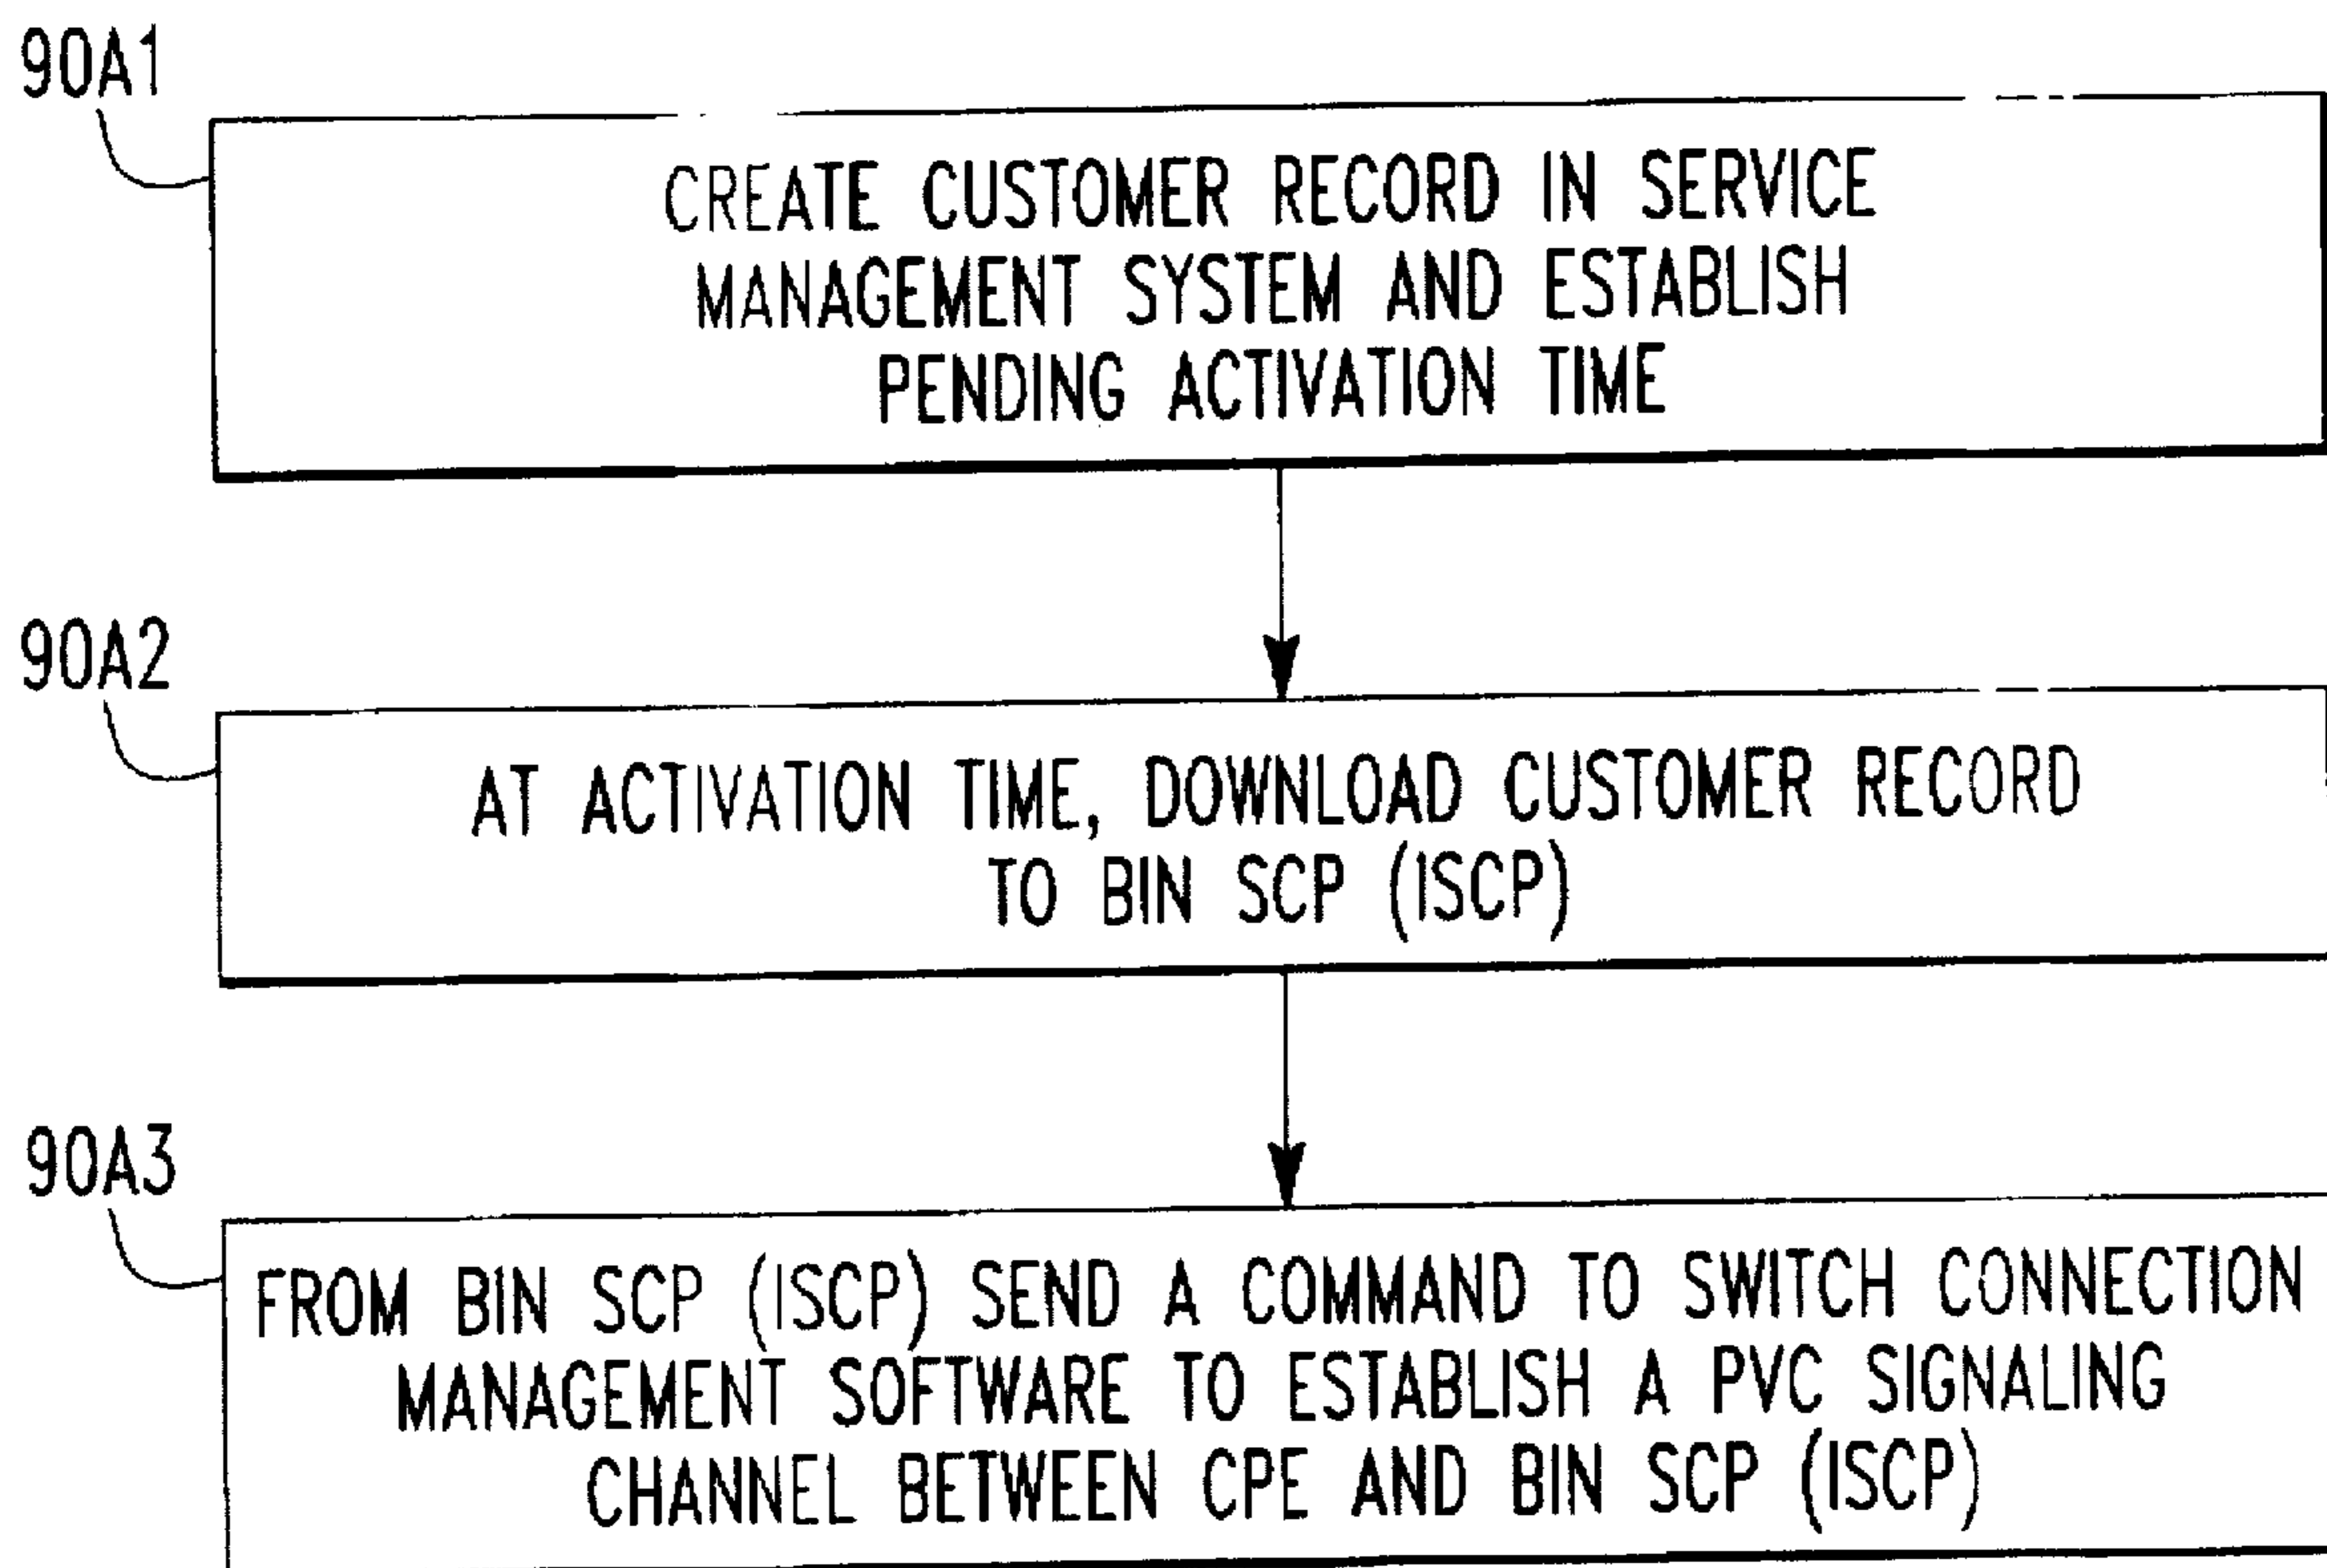 90A1
CREATE CUSTOMER RECORD IN SERVICE
MANAGEMENT SYSTEM AND ESTABLISH
PENDING ACTIVATION TIME
90A2
AT ACTIVATION TIME, DOWNLOAD CUSTOMER RECORD
TO BIN SCP (ISCP)
90A3
FROM BIN SCP (ISCP) SEND A COMMAND TO SWITCH CONNECTION
MANAGEMENT SOFTWARE TO ESTABLISH A PVC SIGNALING
CHANNEL BETWEEN CPE AND BIN SCP (ISCP)